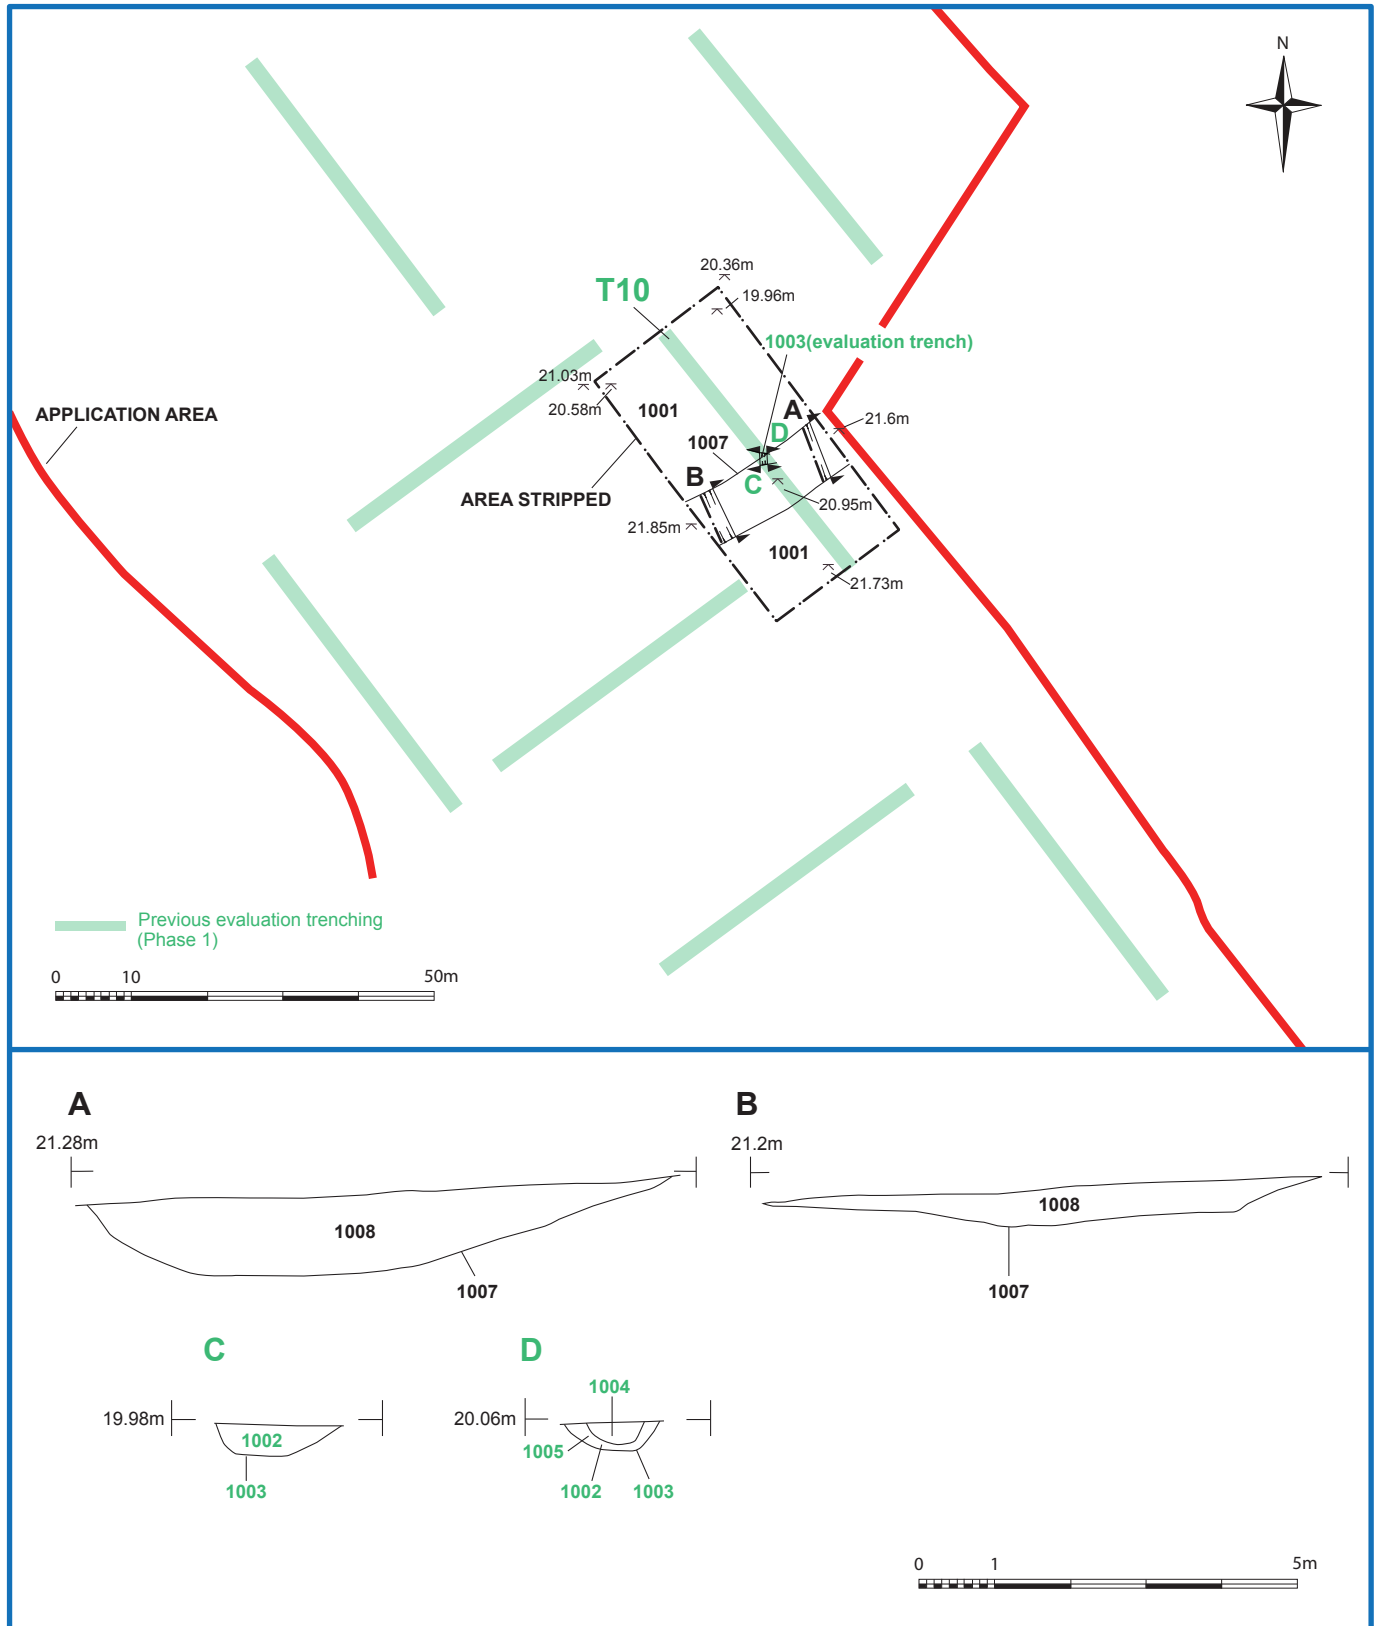 N
20.36m
T10
19.96m
1003(evaluation trench)
21.03m
20.58m
APPLICATION AREA
1001
A
21.6m
D
1007
B
C
AREA STRIPPED
20.95m
21.85m
1001
21.73m
Previous evaluation trenching
(Phase 1)
0 10 50m
A
B
21.28m
21.2m
1008
1008
1007
1007
C
D
1004
19.98m
20.06m
1002
1005
1003
1002
1003
0 1 5m